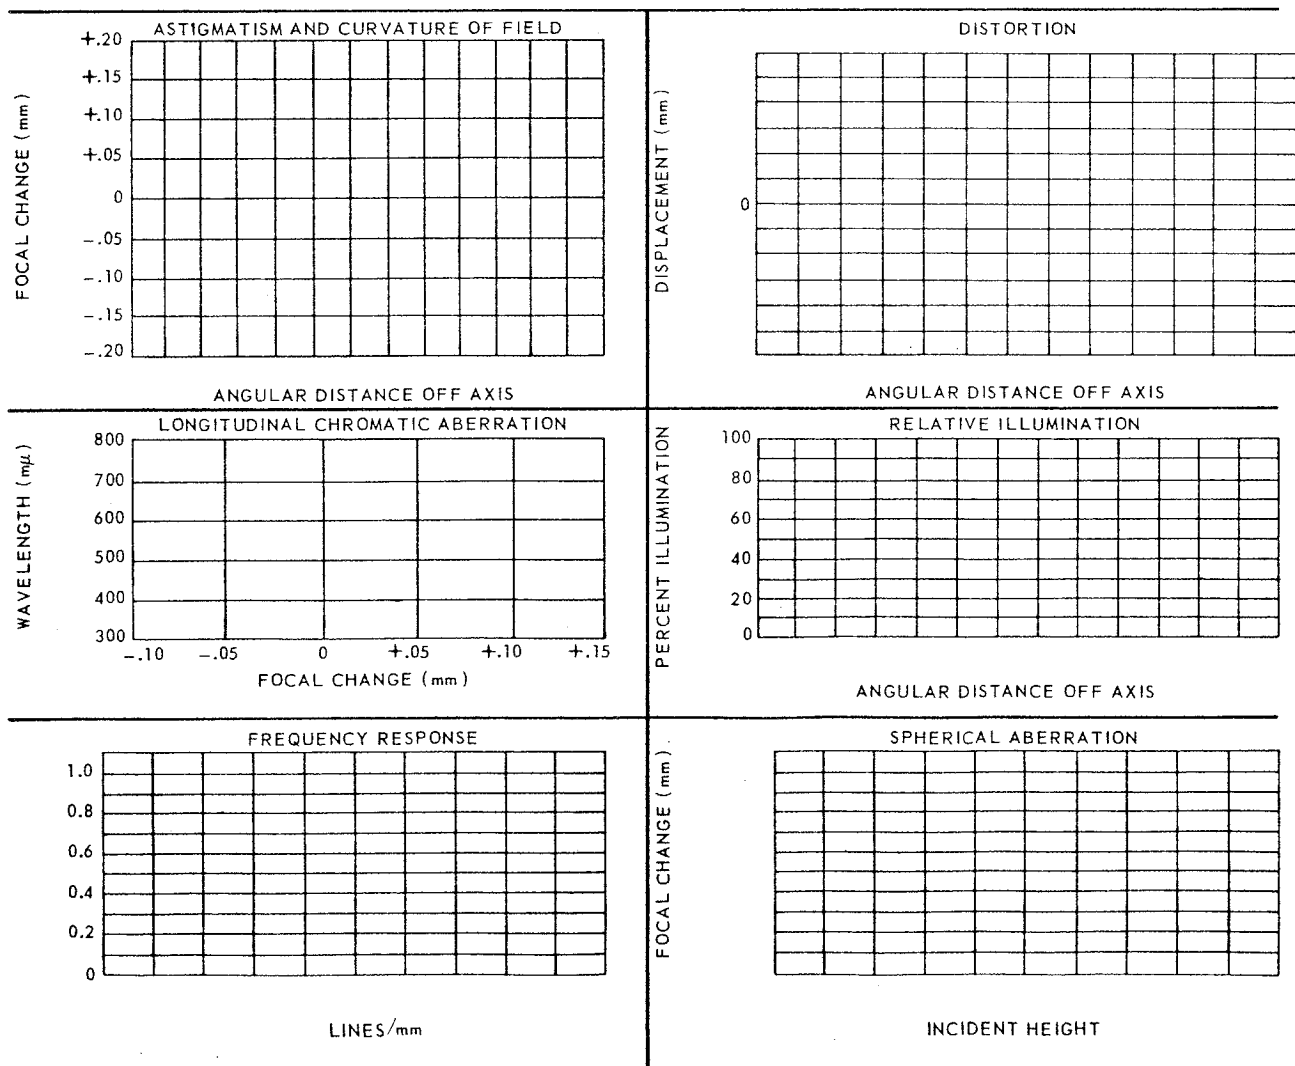 ASTIGMATISM AND CURVATURE OF FIELD
FOCAL CHANGE (mm)
+.20
+.15
+.10
+.05
0
-.05
-.10
-.15
-.20
ANGULAR DISTANCE OFF AXIS
DISTORTION
DISPLACEMENT (mm)
0
ANGULAR DISTANCE OFF AXIS
LONGITUDINAL CHROMATIC ABERRATION
WAVELENGTH (mμ)
800
700
600
500
400
300
-.10 -.05 0 +.05 +.10 +.15
FOCAL CHANGE (mm)
RELATIVE ILLUMINATION
PERCENT ILLUMINATION
100
80
60
40
20
0
ANGULAR DISTANCE OFF AXIS
FREQUENCY RESPONSE
1.0
0.8
0.6
0.4
0.2
0
LINES/mm
SPHERICAL ABERRATION
FOCAL CHANGE (mm)
INCIDENT HEIGHT